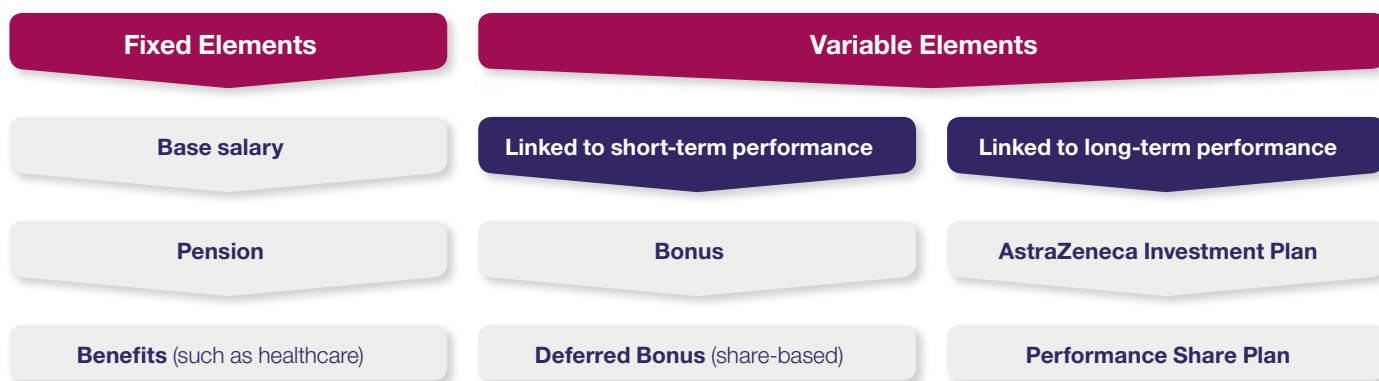 Fixed Elements
Variable Elements
Base salary
Linked to short-term performance
Linked to long-term performance
Pension
Bonus
AstraZeneca Investment Plan
Benefits (such as healthcare)
Deferred Bonus (share-based)
Performance Share Plan